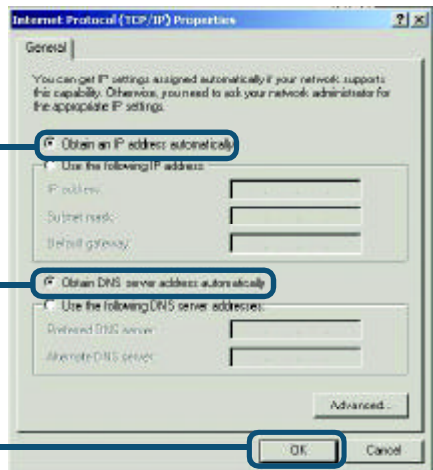 Internet Protocol (TCP/IP) Properties
General
You can get IP settings assigned automatically if your network supports
this capability. Otherwise, you need to ask your network administrator for
the appropriate IP settings.
Obtain an IP address automatically
Use the following IP address:
IP address:
Subnet mask:
Default gateway:
Obtain DNS server address automatically
Use the following DNS server addresses:
Preferred DNS server:
Alternate DNS server:
Advanced...
OK
Cancel